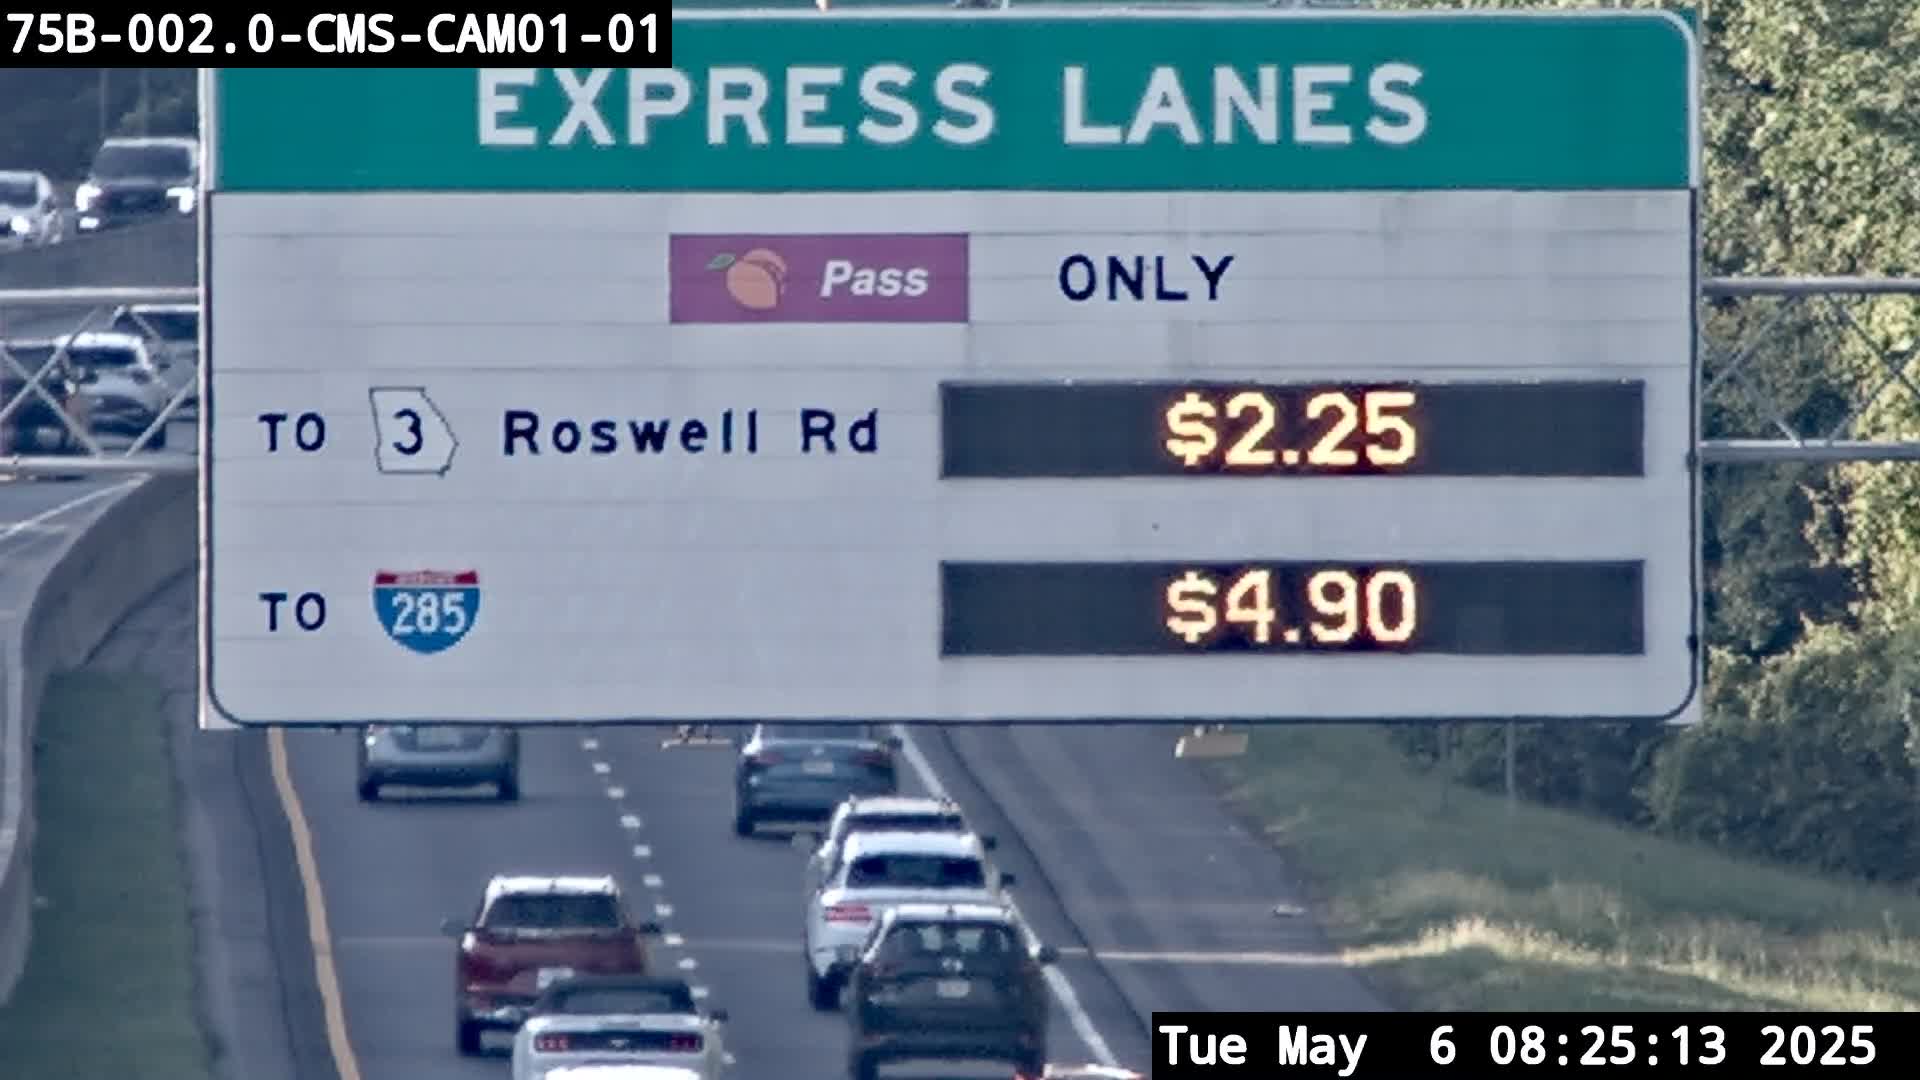 75B-002.0-CMS-CAM01-01
EXPRESS LANES
Pass ONLY
TO 3 Roswell Rd $2.25
TO 285 $4.90
Tue May 6 08:25:13 2025